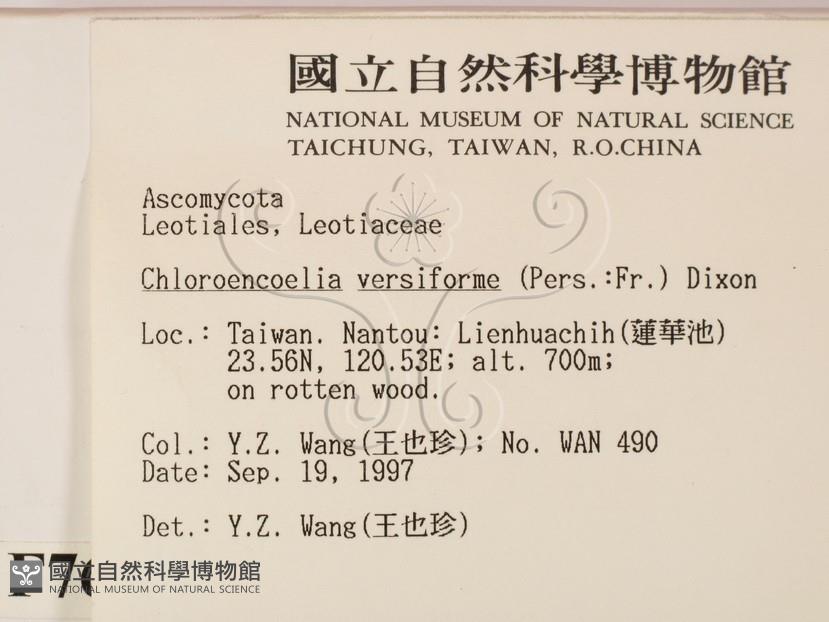 國立自然科學博物館
NATIONAL MUSEUM OF NATURAL SCIENCE
TAICHUNG, TAIWAN, R.O.CHINA
Ascomycota
Leotiales, Leotiaceae
Chloroencoelia versiforme (Pers.:Fr.) Dixon
Loc.: Taiwan. Nantou: Lienhuachih(蓮華池)
23.56N, 120.53E; alt. 700m;
on rotten wood.
Col.: Y.Z. Wang(王也珍); No. WAN 490
Date: Sep. 19, 1997
Det.: Y.Z. Wang(王也珍)
國立自然科學博物館
NATIONAL MUSEUM OF NATURAL SCIENCE